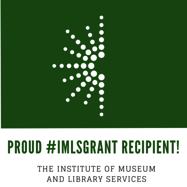 PROUD #IMLSGRANT RECIPIENT!
THE INSTITUTE OF MUSEUM
AND LIBRARY SERVICES